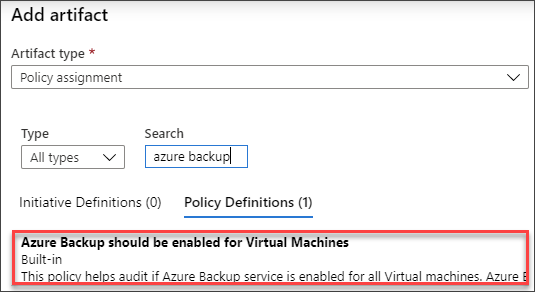 Add artifact
Artifact type *
Policy assignment
Type Search
All types azure backup
Initiative Definitions (0) Policy Definitions (1)
Azure Backup should be enabled for Virtual Machines
Built-in
This policy helps audit if Azure Backup service is enabled for all Virtual machines. Azure B